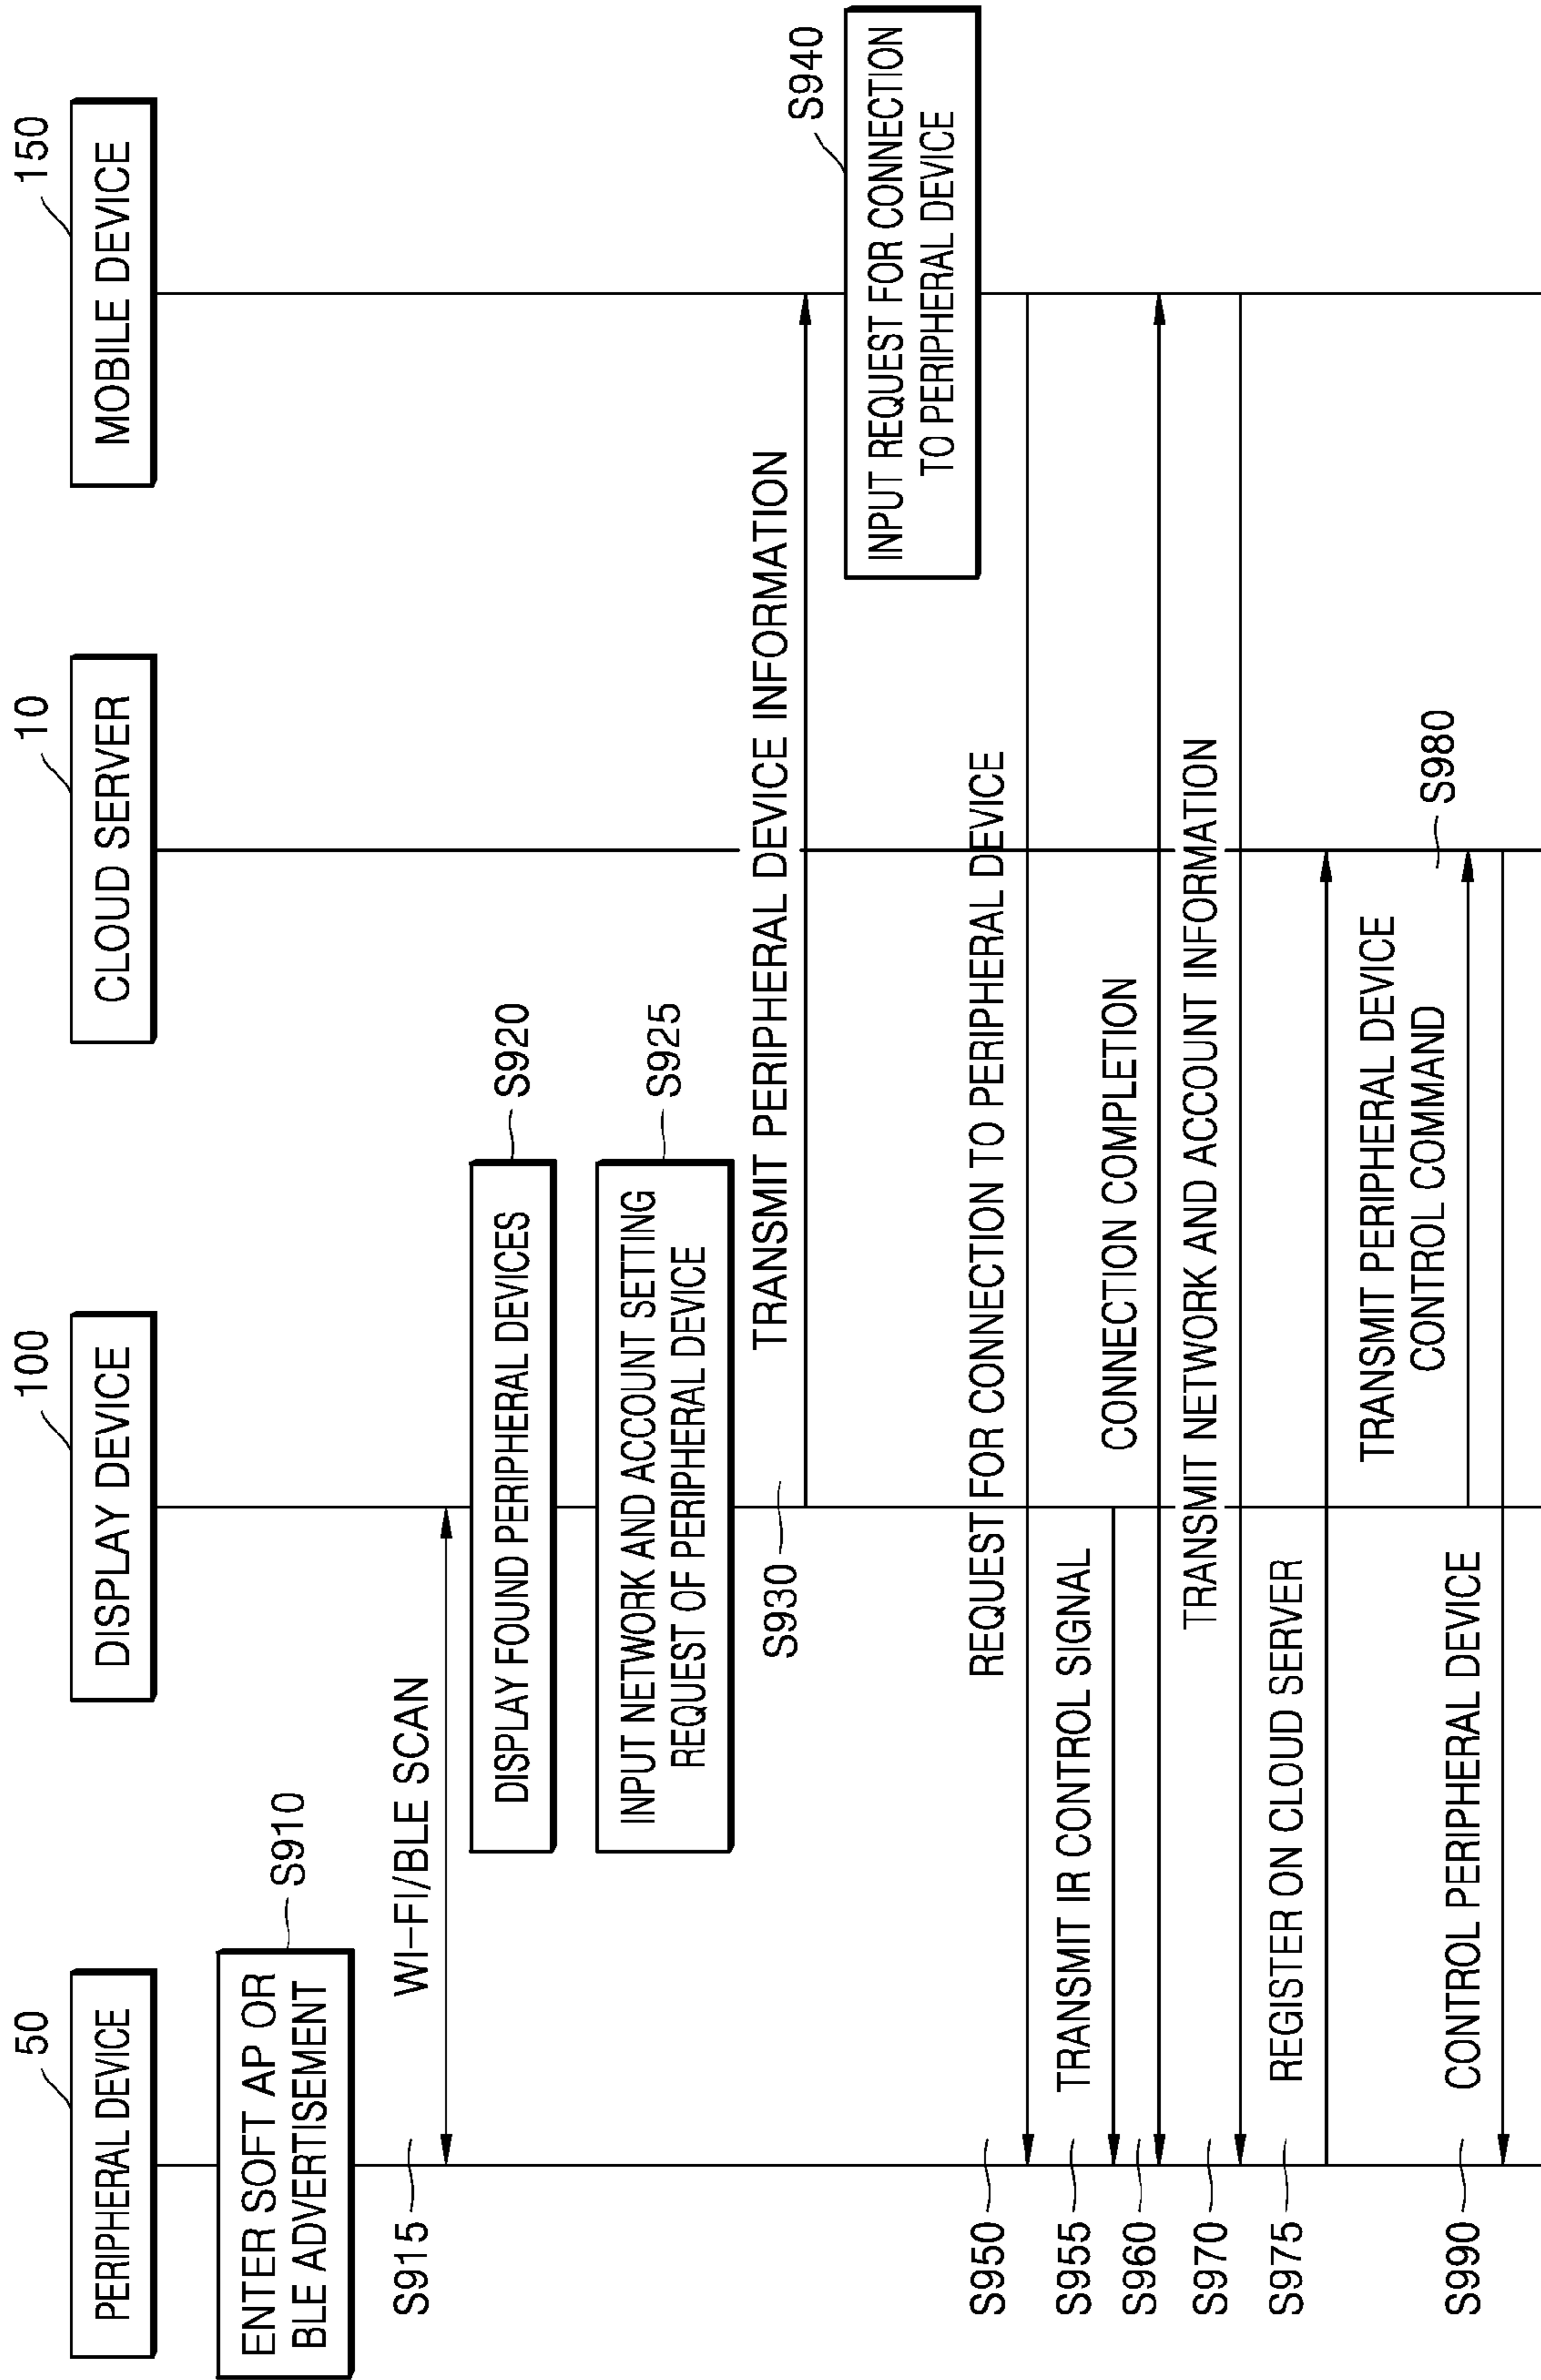 50
PERIPHERAL DEVICE
100
DISPLAY DEVICE
10
CLOUD SERVER
150
MOBILE DEVICE
ENTER SOFT AP OR
BLE ADVERTISEMENT
S910
S915
WI-FI/BLE SCAN
DISPLAY FOUND PERIPHERAL DEVICES
S920
INPUT NETWORK AND ACCOUNT SETTING
REQUEST OF PERIPHERAL DEVICE
S925
S930
TRANSMIT PERIPHERAL DEVICE INFORMATION
S940
INPUT REQUEST FOR CONNECTION
TO PERIPHERAL DEVICE
S950
REQUEST FOR CONNECTION TO PERIPHERAL DEVICE
S955
TRANSMIT IR CONTROL SIGNAL
S960
CONNECTION COMPLETION
S970
TRANSMIT NETWORK AND ACCOUNT INFORMATION
S975
REGISTER ON CLOUD SERVER
TRANSMIT PERIPHERAL DEVICE
CONTROL COMMAND
S980
S990
CONTROL PERIPHERAL DEVICE